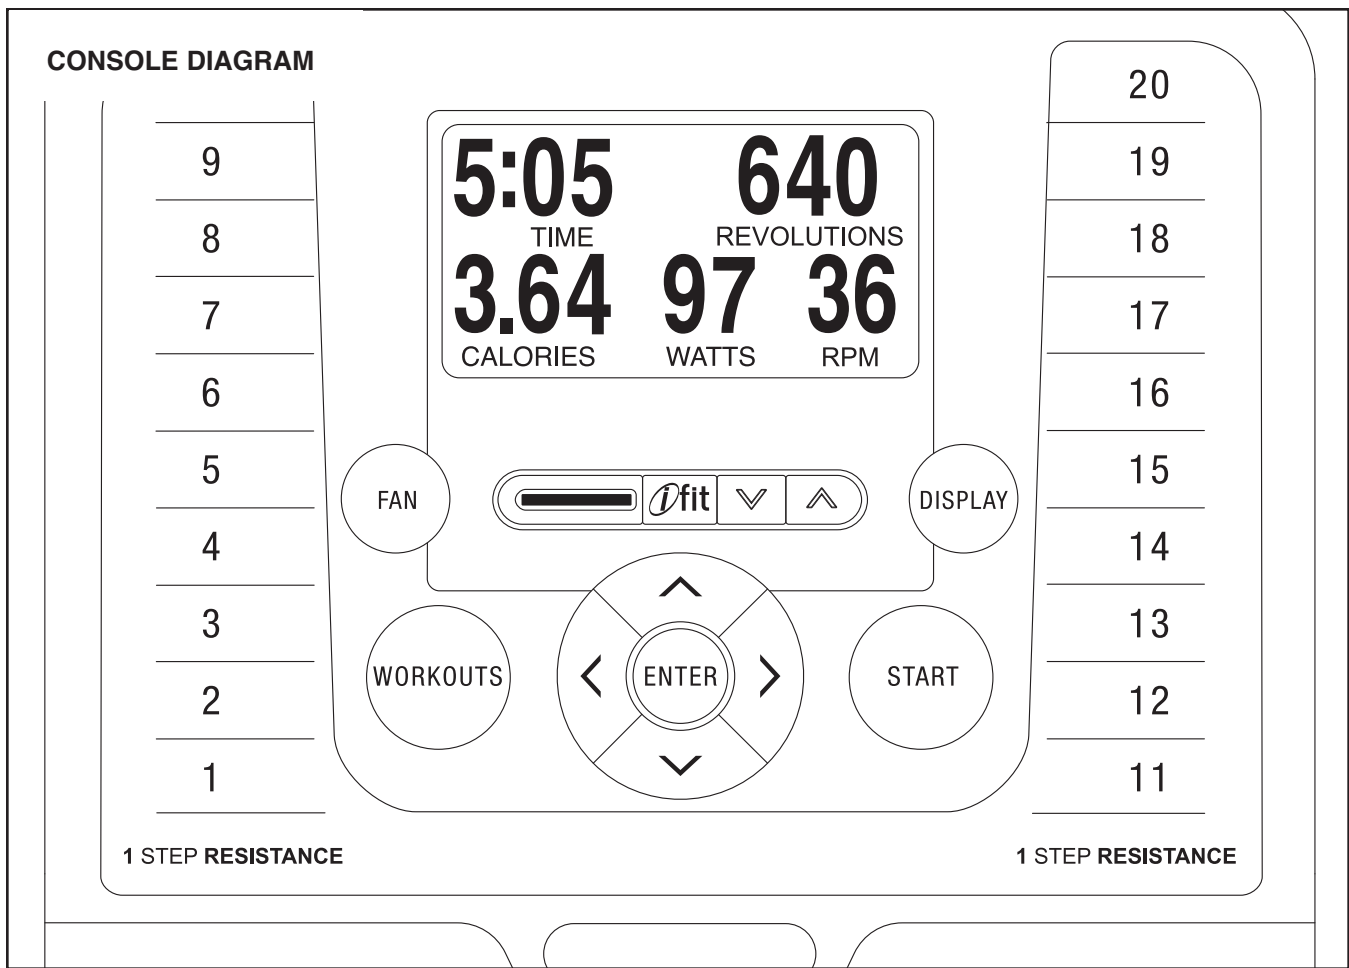 CONSOLE DIAGRAM
20
9
19
8
18
7
17
6
16
5
15
4
14
3
13
2
12
1
11
5:05
640
TIME
REVOLUTIONS
3.64
97
36
CALORIES
WATTS
RPM
FAN
ifit
DISPLAY
WORKOUTS
ENTER
START
1 STEP RESISTANCE
1 STEP RESISTANCE